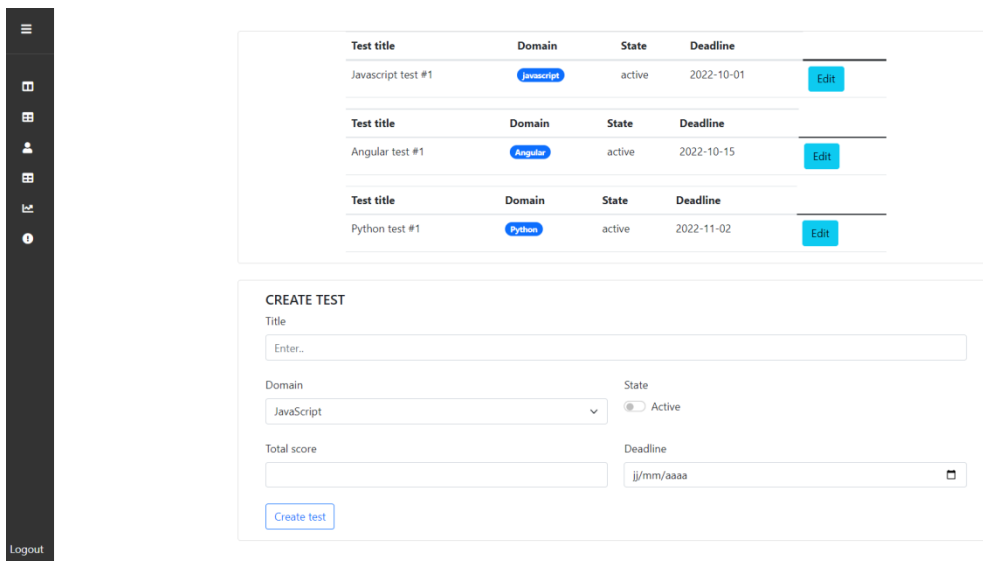 Test title Domain State Deadline
Javascript test #1 javascript active 2022-10-01 Edit
Test title Domain State Deadline
Angular test #1 Angular active 2022-10-15 Edit
Test title Domain State Deadline
Python test #1 Python active 2022-11-02 Edit
CREATE TEST
Title
Enter..
Domain State
JavaScript Active
Total score Deadline
jj/mm/aaaa
Create test
Logout